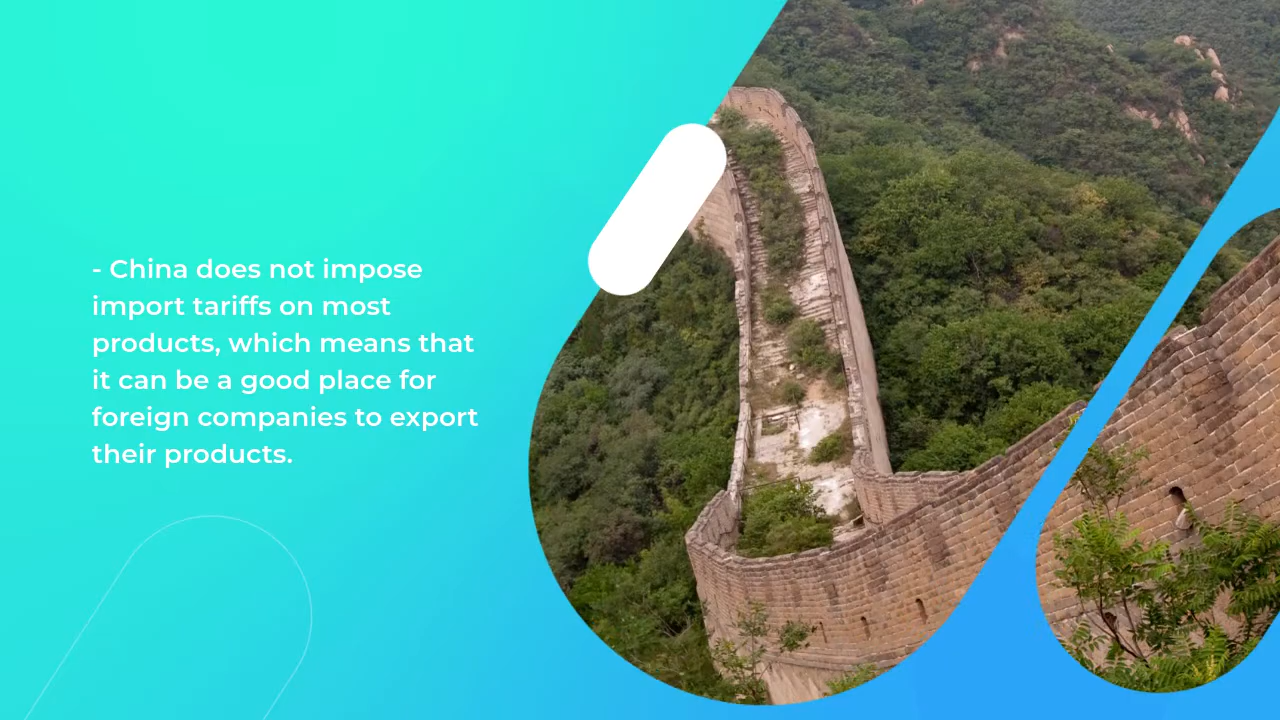 - China does not impose
import tariffs on most
products, which means that
it can be a good place for
foreign companies to export
their products.